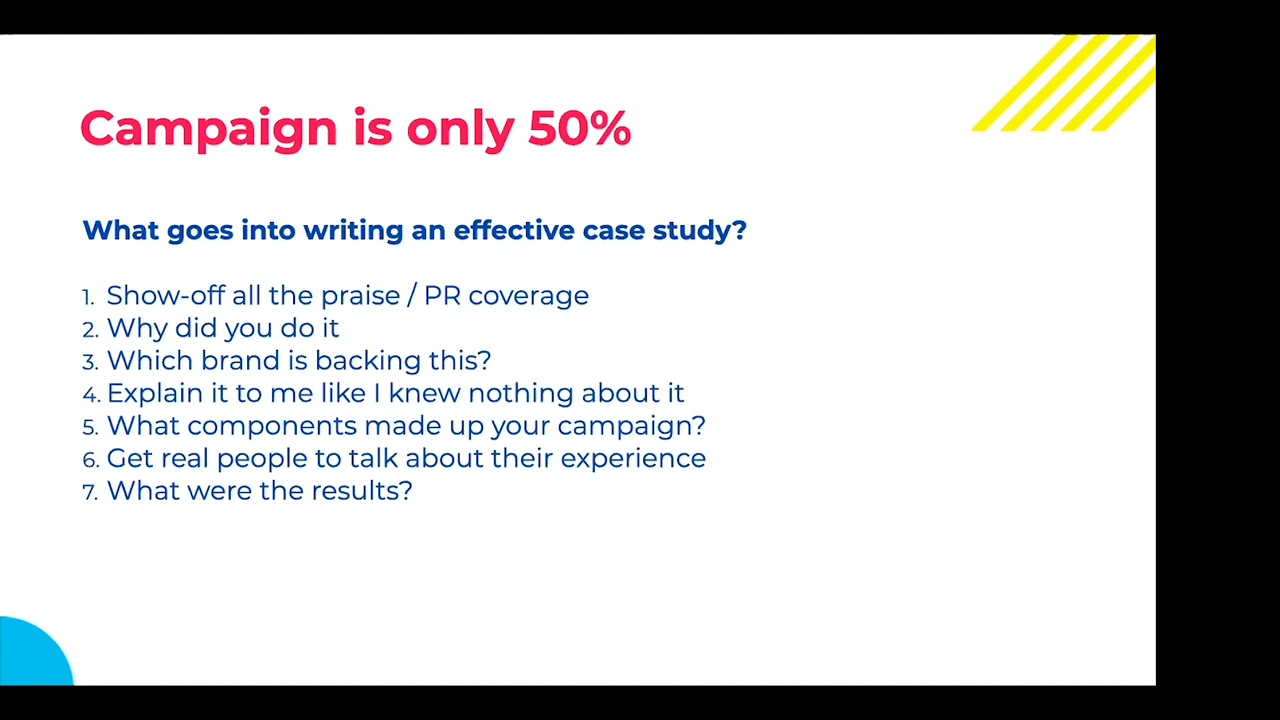 Campaign is only 50%
What goes into writing an effective case study?
1. Show-off all the praise / PR coverage
2. Why did you do it
3. Which brand is backing this?
4. Explain it to me like I knew nothing about it
5. What components made up your campaign?
6. Get real people to talk about their experience
7. What were the results?